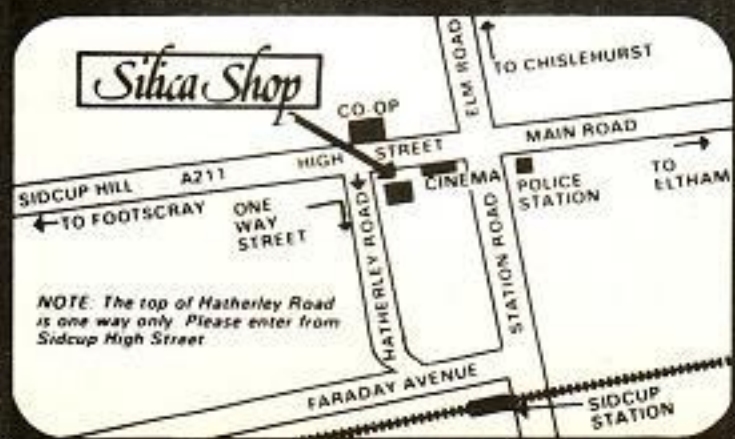 Silica Shop
CO-OP
ELM ROAD
TO CHISLEHURST
SIDCUP HILL A211 HIGH STREET MAIN ROAD
TO FOOTSCRAY
ONE
WAY
STREET
CINEMA
POLICE
STATION
TO
ELTHAM
HATHERLEY ROAD
STATION ROAD
NOTE: The top of Hatherley Road
is one way only. Please enter from
Sidcup High Street
FARADAY AVENUE
SIDCUP
STATION